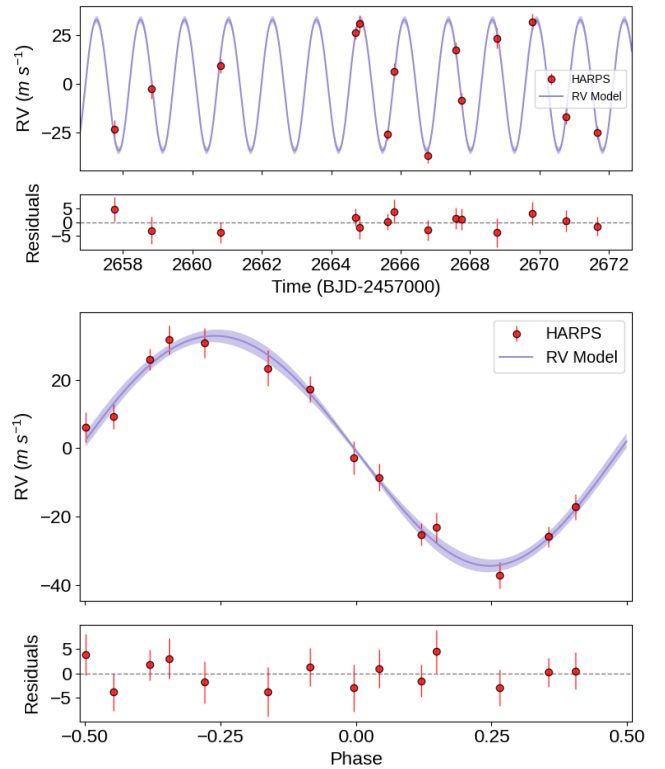 25
0
−25
RV (m s⁻¹)
HARPS
RV Model
5
0
−5
Residuals
2658
2660
2662
2664
2666
2668
2670
2672
Time (BJD-2457000)
20
0
−20
−40
RV (m s⁻¹)
HARPS
RV Model
5
0
−5
Residuals
−0.50
−0.25
0.00
0.25
0.50
Phase